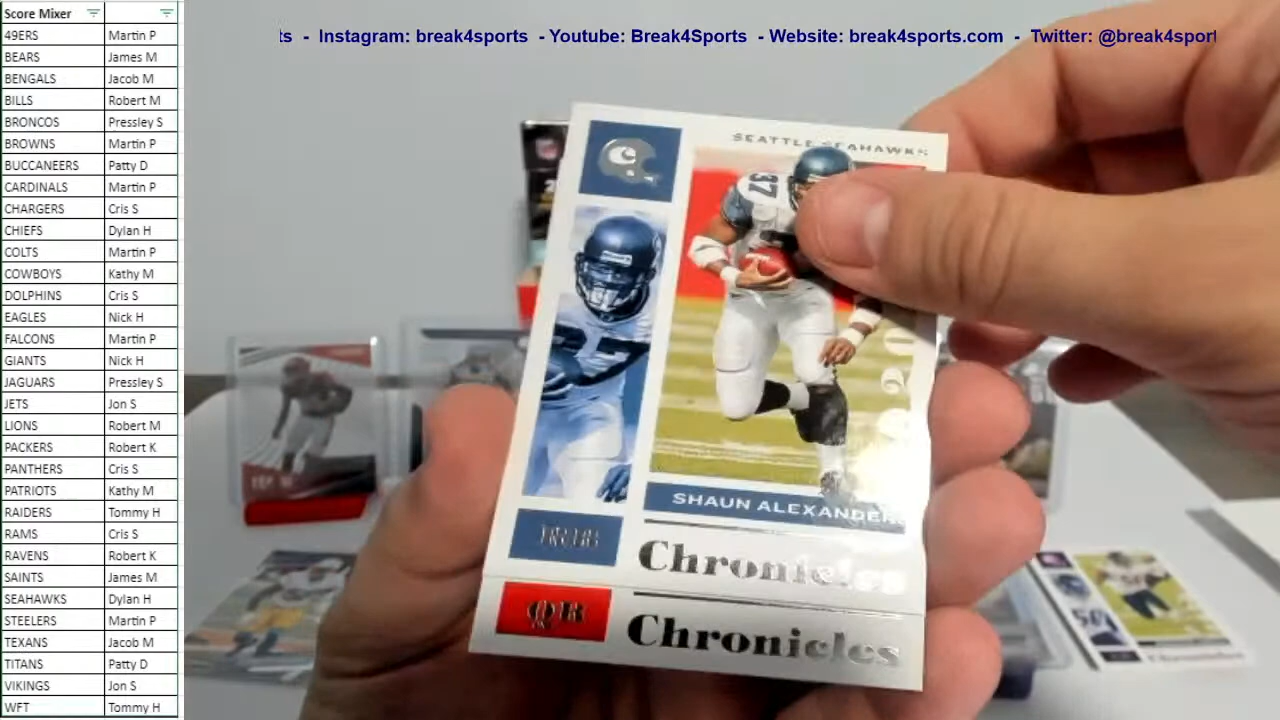 Score Mixer
49ERS Martin P
BEARS James M
BENGALS Jacob M
BILLS Robert M
BRONCOS Pressley S
BROWNS Martin P
BUCCANEERS Patty D
CARDINALS Martin P
CHARGERS Cris S
CHIEFS Dylan H
COLTS Martin P
COWBOYS Kathy M
DOLPHINS Cris S
EAGLES Nick H
FALCONS Martin P
GIANTS Nick H
JAGUARS Pressley S
JETS Jon S
LIONS Robert M
PACKERS Robert K
PANTHERS Cris S
PATRIOTS Kathy M
RAIDERS Tommy H
RAMS Cris S
RAVENS Robert K
SAINTS James M
SEAHAWKS Dylan H
STEELERS Martin P
TEXANS Jacob M
TITANS Patty D
VIKINGS Jon S
WFT Tommy H
ts - Instagram: break4sports - Youtube: Break4Sports - Website: break4sports.com - Twitter: @break4sport
SEATTLE SEAHAWKS
37
37
SHAUN ALEXANDER
Chronicles
QB
Chronicles